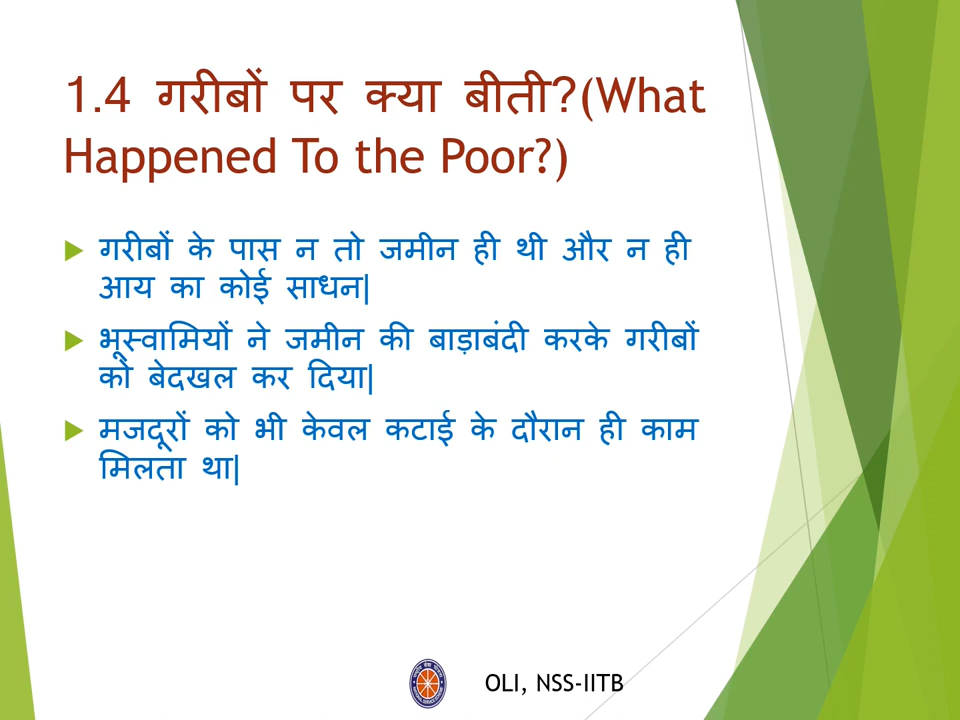 1.4 गरीबों पर क्या बीती?(What
Happened To the Poor?)
गरीबों के पास न तो जमीन ही थी और न ही
आय का कोई साधन|
भूस्वामियों ने जमीन की बाड़ाबंदी करके गरीबों
को बेदखल कर दिया|
मजदूरों को भी केवल कटाई के दौरान ही काम
मिलता था|
OLI, NSS-IITB